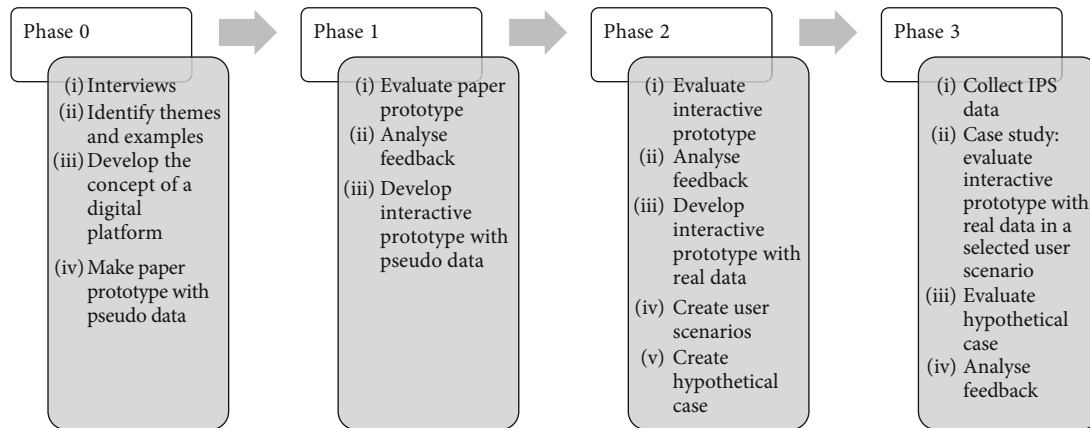 Phase 0
(i) Interviews
(ii) Identify themes
and examples
(iii) Develop the
concept of a
digital
platform
(iv) Make paper
prototype with
pseudo data
Phase 1
(i) Evaluate paper
prototype
(ii) Analyse
feedback
(iii) Develop
interactive
prototype with
pseudo data
Phase 2
(i) Evaluate
interactive
prototype
(ii) Analyse
feedback
(iii) Develop
interactive
prototype with
real data
(iv) Create user
scenarios
(v) Create
hypothetical
case
Phase 3
(i) Collect IPS
data
(ii) Case study:
evaluate
interactive
prototype with
real data in a
selected user
scenario
(iii) Evaluate
hypothetical
case
(iv) Analyse
feedback